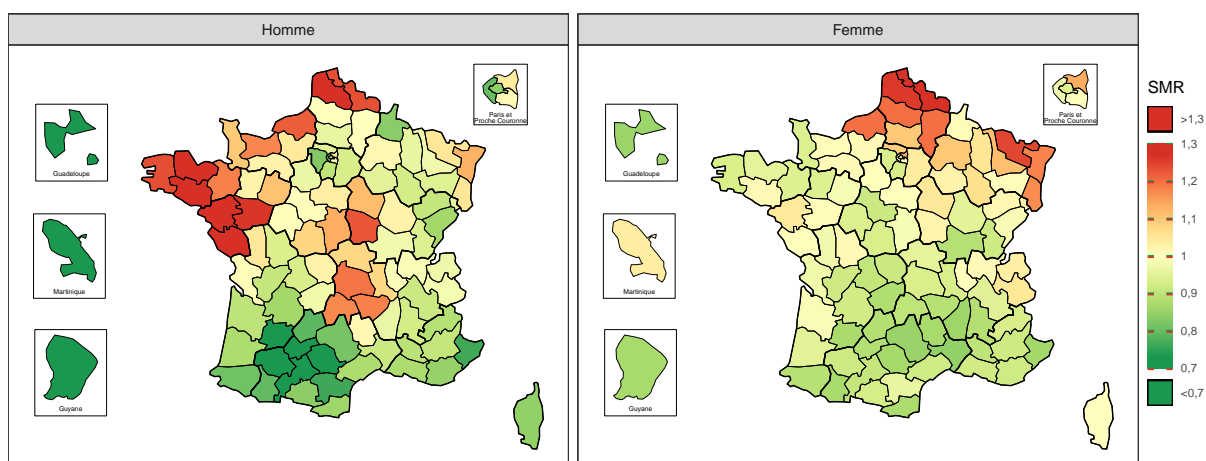 Homme
Femme
Paris et
Proche Couronne
Guadeloupe
Martinique
Guyane
Paris et
Proche Couronne
Guadeloupe
Martinique
Guyane
SMR
>1,3
1,3
1,2
1,1
1
0,9
0,8
0,7
<0,7